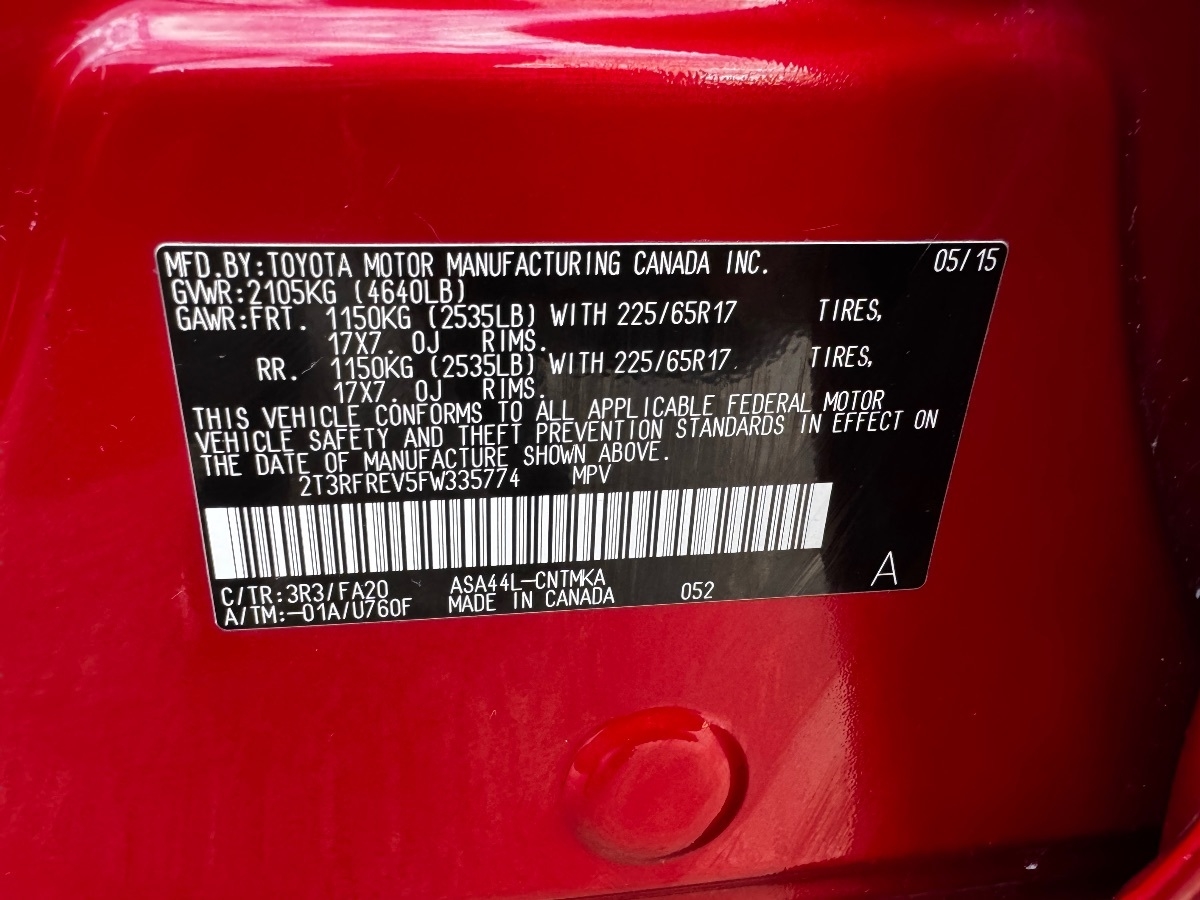 MFD.BY:TOYOTA MOTOR MANUFACTURING CANADA INC. 05/15
GVWR:2105KG (4640LB)
GAWR:FRT. 1150KG (2535LB) WITH 225/65R17 TIRES,
17X7. 0J RIMS.
RR. 1150KG (2535LB) WITH 225/65R17. TIRES,
17X7. 0J RIMS.
THIS VEHICLE CONFORMS TO ALL APPLICABLE FEDERAL MOTOR
VEHICLE SAFETY AND THEFT PREVENTION STANDARDS IN EFFECT ON
THE DATE OF MANUFACTURE SHOWN ABOVE.
2T3RFREV5FW335774 MPV
C/TR:3R3/FA20 ASA44L-CNTMKA 052 A
A/TM:-01A/U760F MADE IN CANADA